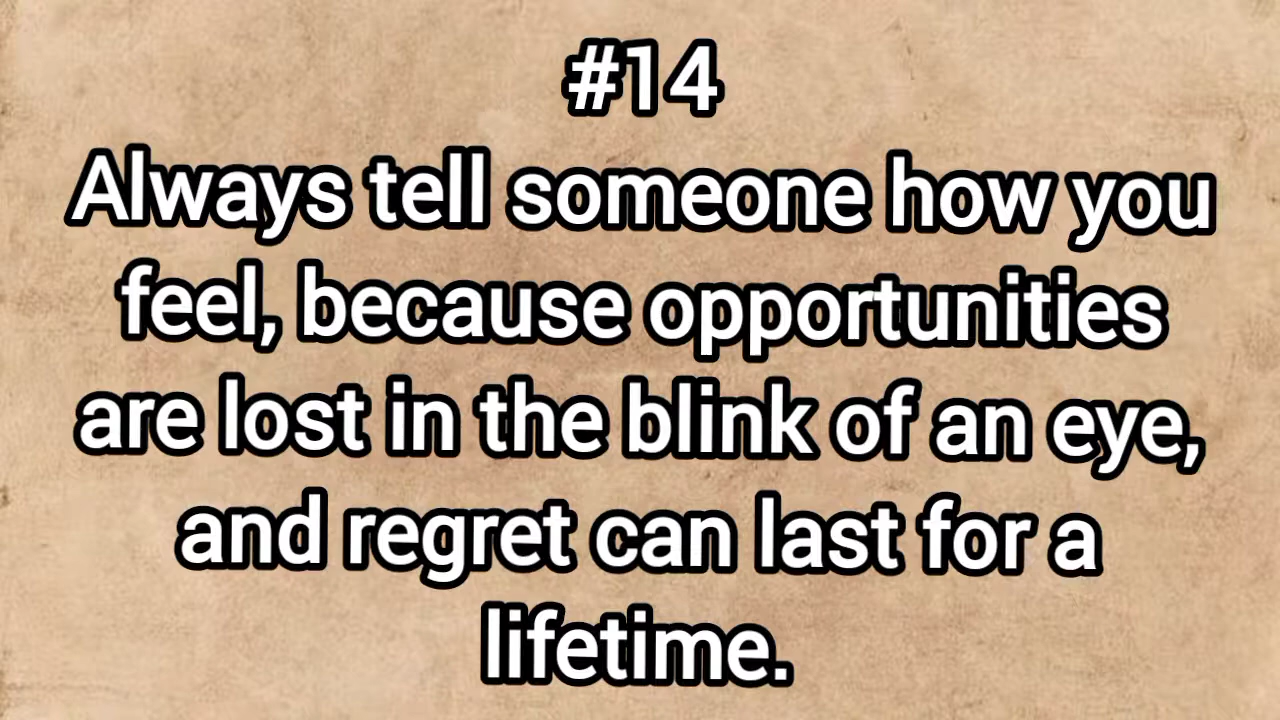 #14
Always tell someone how you
feel, because opportunities
are lost in the blink of an eye,
and regret can last for a
lifetime.